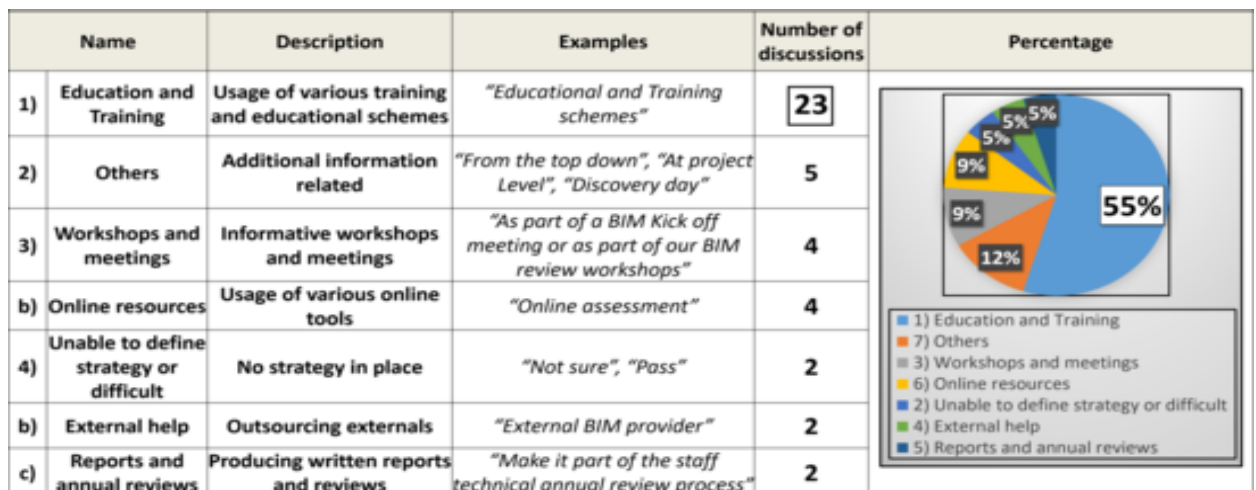 Name Description Examples Number of discussions Percentage
1) Education and Training Usage of various training and educational schemes "Educational and Training schemes" 23
2) Others Additional information related "From the top down", "At project Level", "Discovery day" 5
3) Workshops and meetings Informative workshops and meetings "As part of a BIM Kick off meeting or as part of our BIM review workshops" 4
b) Online resources Usage of various online tools "Online assessment" 4
4) Unable to define strategy or difficult No strategy in place "Not sure", "Pass" 2
b) External help Outsourcing externals "External BIM provider" 2
c) Reports and annual reviews Producing written reports and reviews "Make it part of the staff technical annual review process" 2
5%
5%
5%
9%
9%
12%
55%
1) Education and Training
7) Others
3) Workshops and meetings
6) Online resources
2) Unable to define strategy or difficult
4) External help
5) Reports and annual reviews